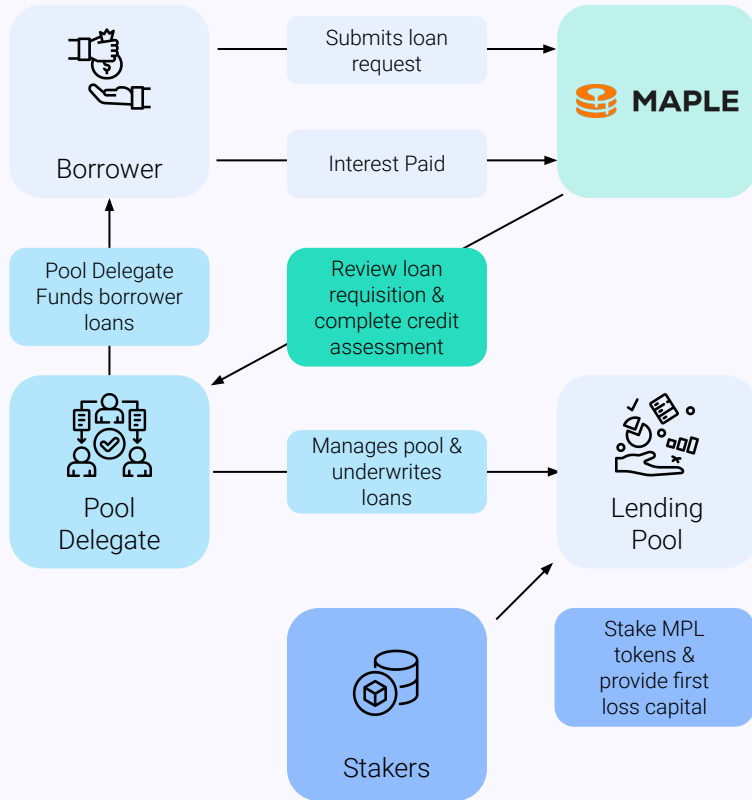 Submits loan
request
MAPLE
Borrower
Interest Paid
Pool Delegate
Funds borrower
loans
Review loan
requisition &
complete credit
assessment
Pool
Delegate
Manages pool &
underwrites
loans
Lending
Pool
Stakers
Stake MPL
tokens &
provide first
loss capital